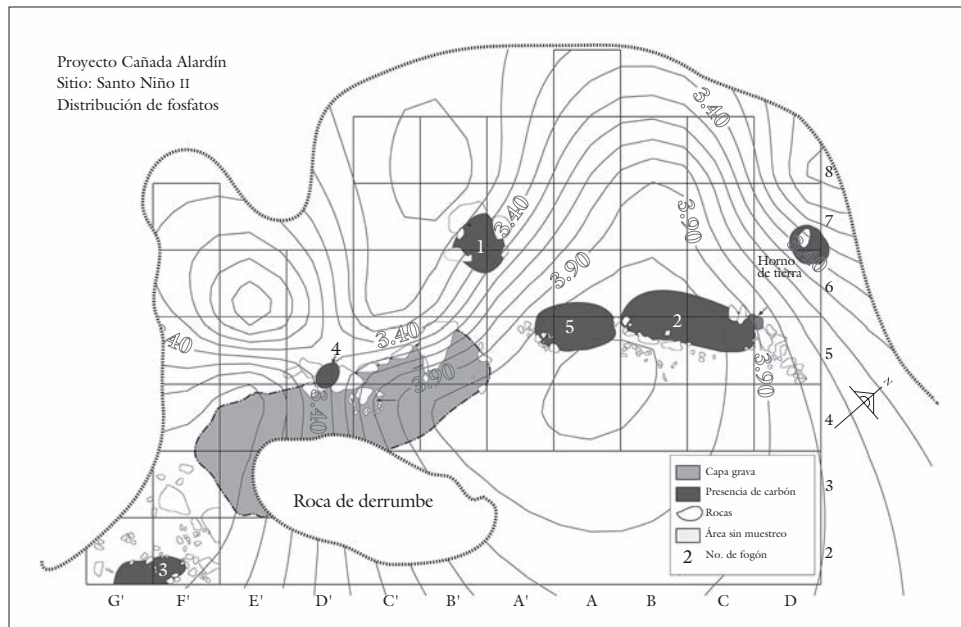 Proyecto Cañada Alardín
Sitio: Santo Niño II
Distribución de fosfatos
3.40
8
7
3.40
3.90
1
Horno
de tierra
3.90
6
5
2
3.40
3.40
4
5
3.90
3.90
3.40
4
Capa grava
Presencia de carbón
Rocas
Área sin muestreo
2 No. de fogón
3
Roca de derrumbe
2
3
G' F' E' D' C' B' A' A B C D
N